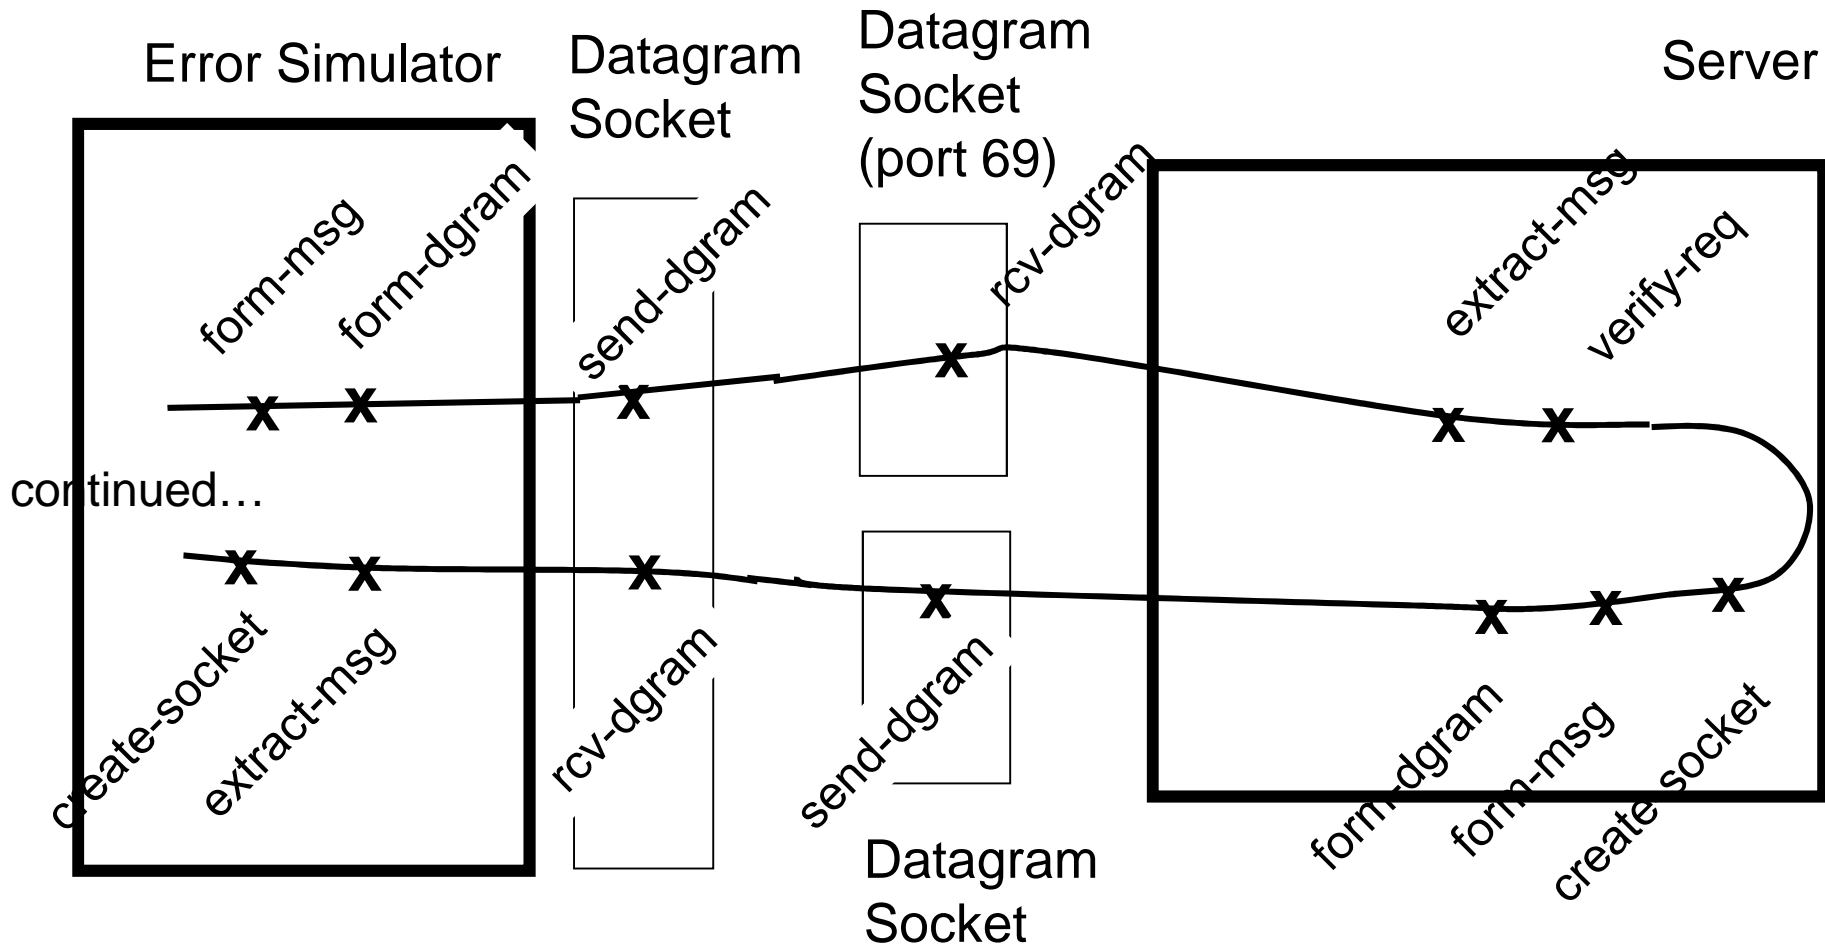 Error Simulator
Datagram
Socket
Datagram
Socket
(port 69)
Server
form-msg
form-dgram
send-dgram
rcv-dgram
extract-msg
verify-req
X
X
X
X
X
X
continued…
X
X
X
X
X
X
X
create-socket
extract-msg
rcv-dgram
send-dgram
form-dgram
form-msg
create-socket
Datagram
Socket